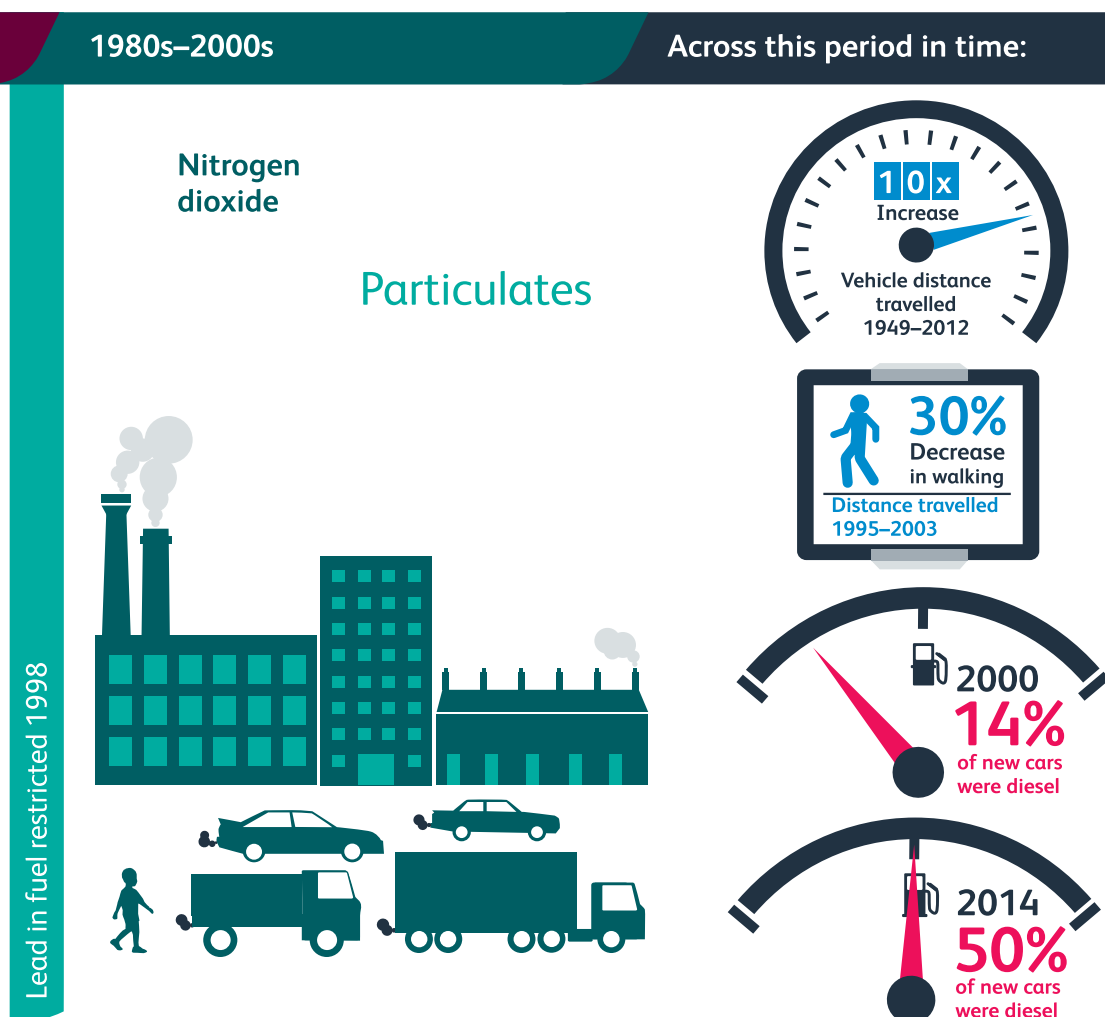 1980s–2000s
Across this period in time:
Lead in fuel restricted 1998
Nitrogen
dioxide
Particulates
10x
Increase
Vehicle distance
travelled
1949–2012
30%
Decrease
in walking
Distance travelled
1995–2003
2000
14%
of new cars
were diesel
2014
50%
of new cars
were diesel